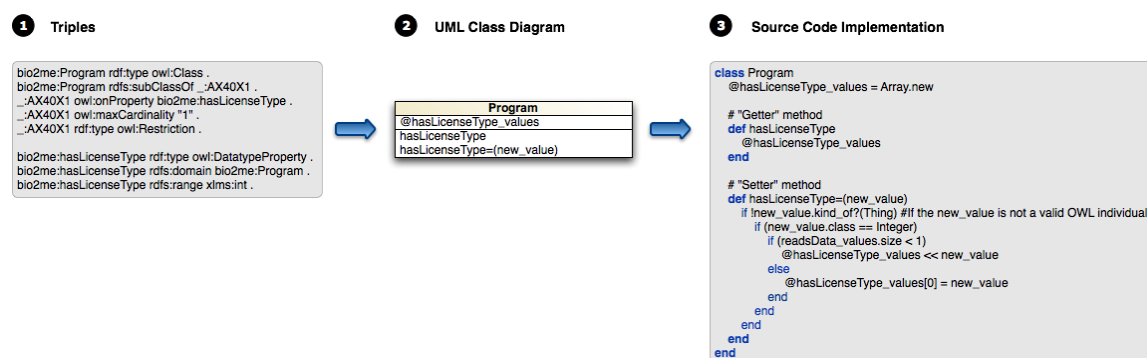 1 Triples
bio2me:Program rdf:type owl:Class .
bio2me:Program rdfs:subClassOf _:AX40X1 .
_:AX40X1 owl:onProperty bio2me:hasLicenseType .
_:AX40X1 owl:maxCardinality "1" .
_:AX40X1 rdf:type owl:Restriction .
bio2me:hasLicenseType rdf:type owl:DatatypeProperty .
bio2me:hasLicenseType rdfs:domain bio2me:Program .
bio2me:hasLicenseType rdfs:range xlms:int .
2 UML Class Diagram
Program
@hasLicenseType_values
hasLicenseType
hasLicenseType=(new_value)
3 Source Code Implementation
class Program
@hasLicenseType_values = Array.new
# "Getter" method
def hasLicenseType
@hasLicenseType_values
end
# "Setter" method
def hasLicenseType=(new_value)
if !new_value.kind_of?(Thing) #If the new_value is not a valid OWL individual
if (new_value.class == Integer)
if (readsData_values.size < 1)
@hasLicenseType_values << new_value
else
@hasLicenseType_values[0] = new_value
end
end
end
end
end